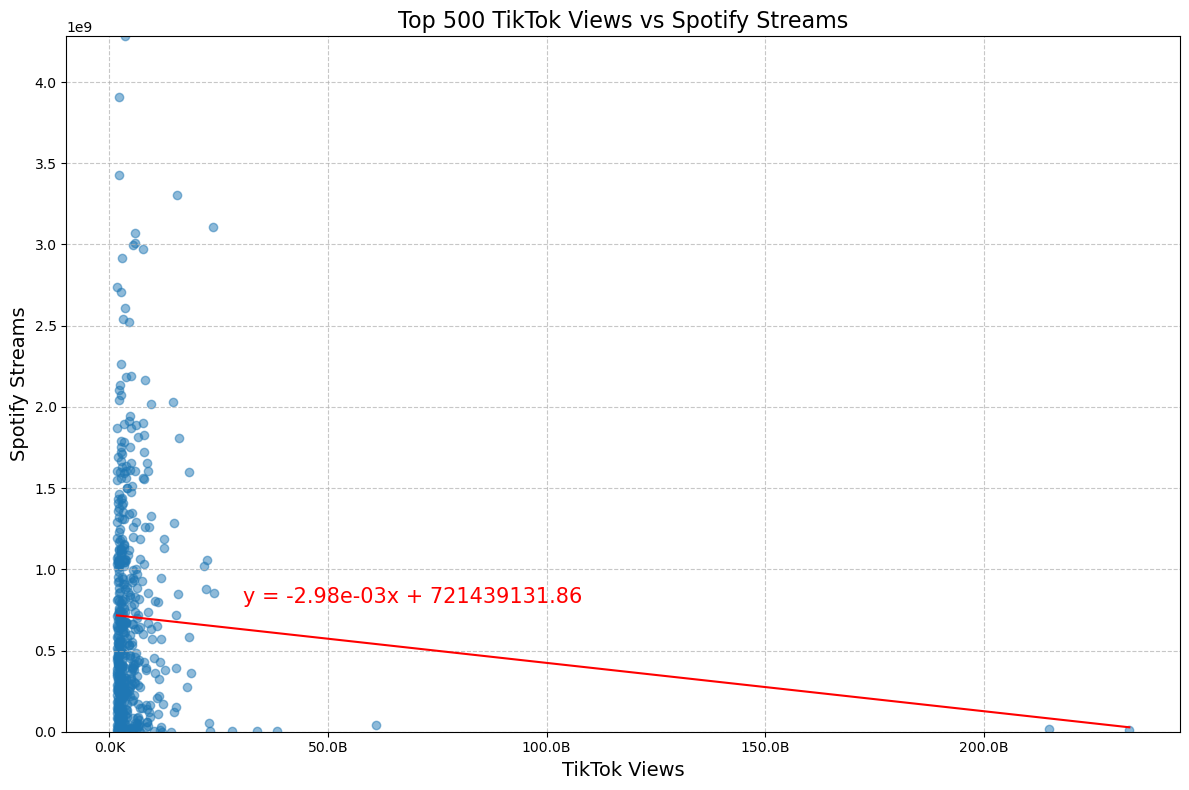 Top 500 TikTok Views vs Spotify Streams
1e9
4.0
3.5
3.0
2.5
2.0
1.5
1.0
0.5
0.0
Spotify Streams
y = -2.98e-03x + 721439131.86
0.0K 50.0B 100.0B 150.0B 200.0B
TikTok Views